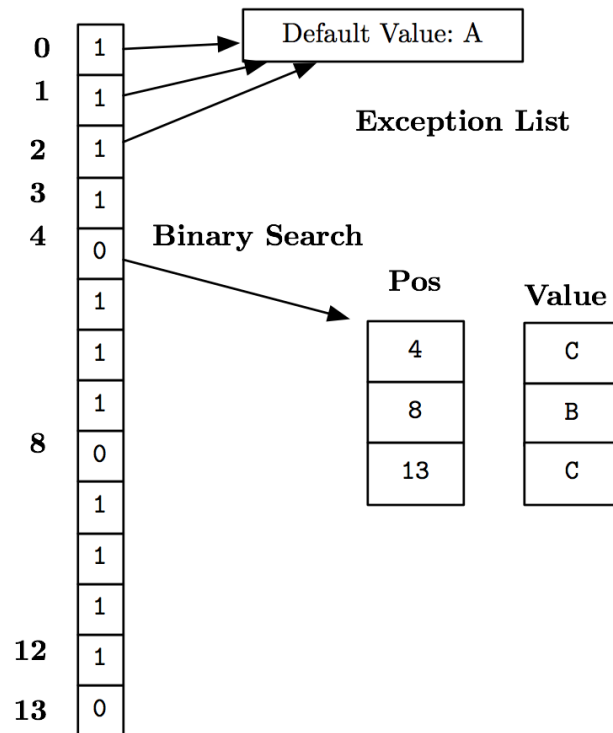 Default Value: A
0 1
1 1
Exception List
2 1
3 1
4 0
Binary Search
1
Pos
Value
1
4 C
1
8 B
8 0
13 C
1
1
1
12 1
13 0